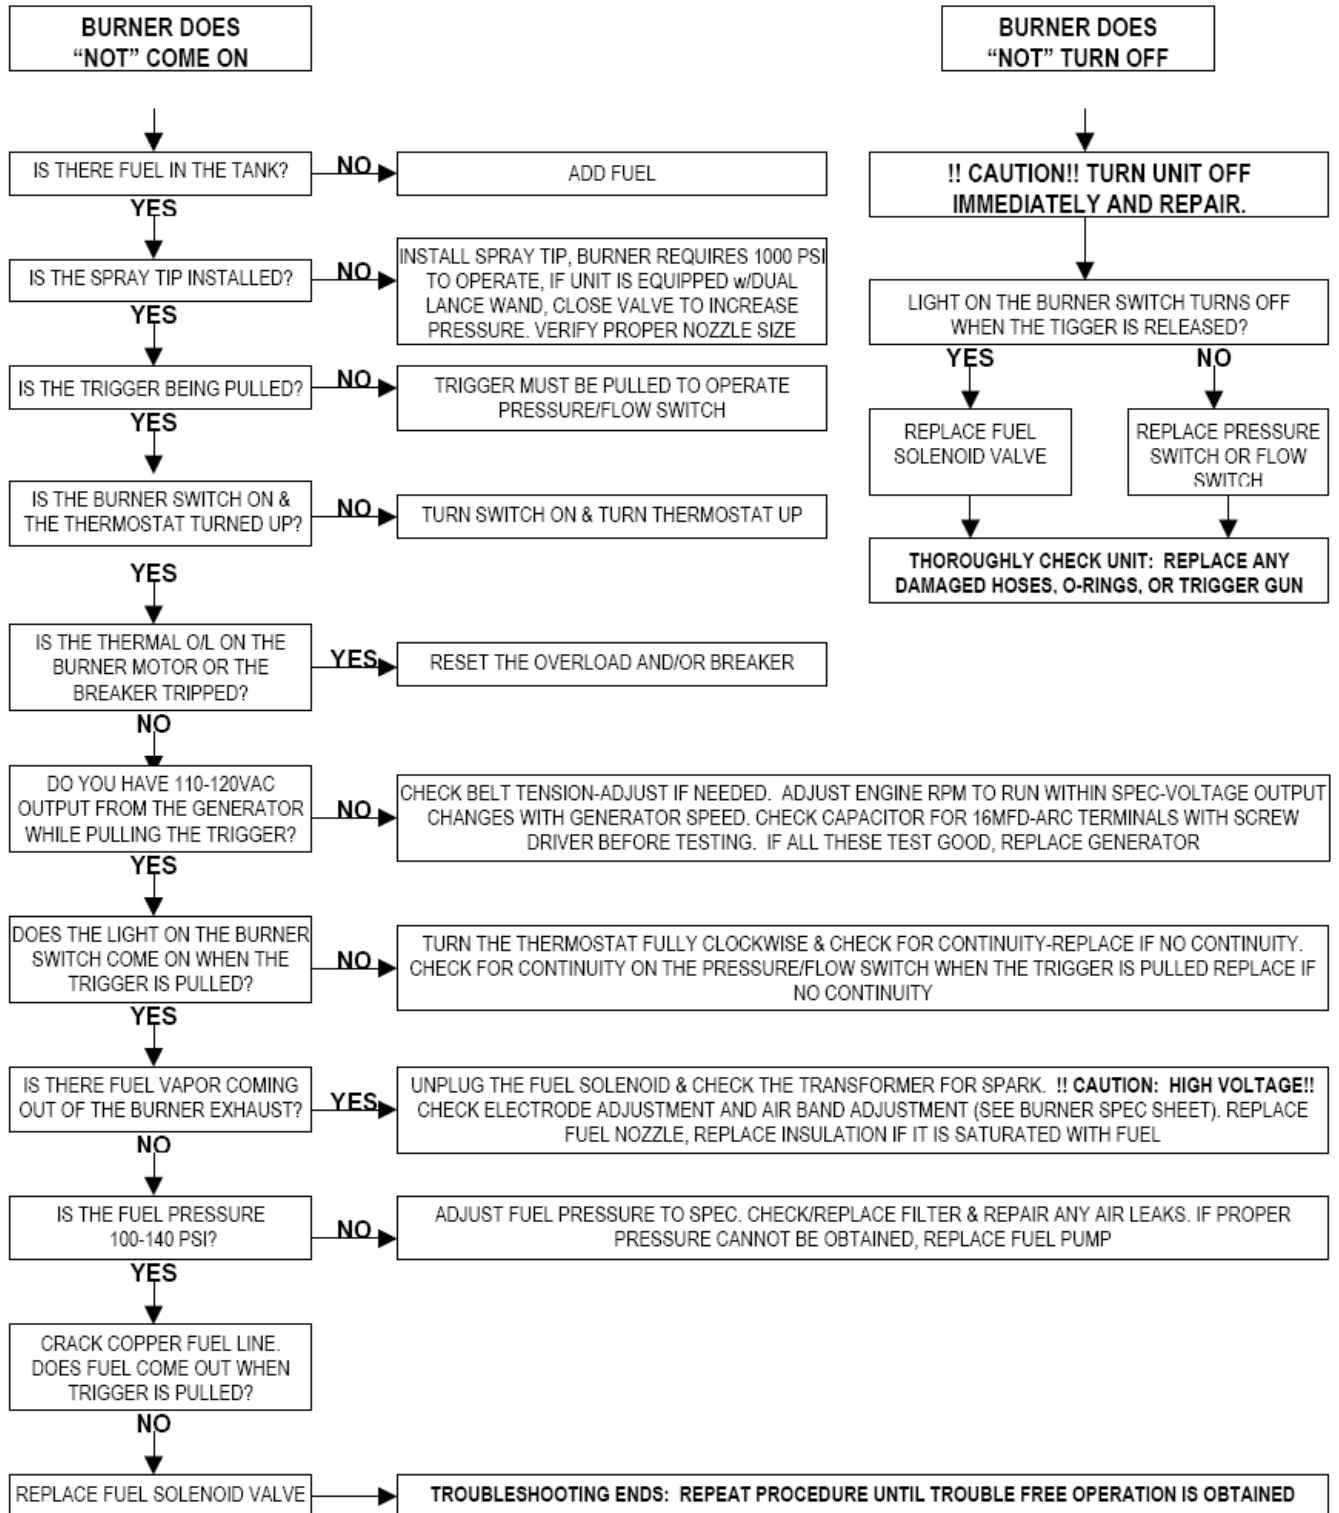 BURNER DOES
“NOT” COME ON
IS THERE FUEL IN THE TANK?
NO
ADD FUEL
YES
IS THE SPRAY TIP INSTALLED?
NO
INSTALL SPRAY TIP, BURNER REQUIRES 1000 PSI
TO OPERATE, IF UNIT IS EQUIPPED w/DUAL
LANCE WAND, CLOSE VALVE TO INCREASE
PRESSURE. VERIFY PROPER NOZZLE SIZE
YES
IS THE TRIGGER BEING PULLED?
NO
TRIGGER MUST BE PULLED TO OPERATE
PRESSURE/FLOW SWITCH
YES
IS THE BURNER SWITCH ON &
THE THERMOSTAT TURNED UP?
NO
TURN SWITCH ON & TURN THERMOSTAT UP
YES
IS THE THERMAL O/L ON THE
BURNER MOTOR OR THE
BREAKER TRIPPED?
YES
RESET THE OVERLOAD AND/OR BREAKER
NO
DO YOU HAVE 110-120VAC
OUTPUT FROM THE GENERATOR
WHILE PULLING THE TRIGGER?
NO
CHECK BELT TENSION-ADJUST IF NEEDED. ADJUST ENGINE RPM TO RUN WITHIN SPEC-VOLTAGE OUTPUT
CHANGES WITH GENERATOR SPEED. CHECK CAPACITOR FOR 16MFD-ARC TERMINALS WITH SCREW
DRIVER BEFORE TESTING. IF ALL THESE TEST GOOD, REPLACE GENERATOR
YES
DOES THE LIGHT ON THE BURNER
SWITCH COME ON WHEN THE
TRIGGER IS PULLED?
NO
TURN THE THERMOSTAT FULLY CLOCKWISE & CHECK FOR CONTINUITY-REPLACE IF NO CONTINUITY.
CHECK FOR CONTINUITY ON THE PRESSURE/FLOW SWITCH WHEN THE TRIGGER IS PULLED REPLACE IF
NO CONTINUITY
YES
IS THERE FUEL VAPOR COMING
OUT OF THE BURNER EXHAUST?
YES
UNPLUG THE FUEL SOLENOID & CHECK THE TRANSFORMER FOR SPARK. !! CAUTION: HIGH VOLTAGE!!
CHECK ELECTRODE ADJUSTMENT AND AIR BAND ADJUSTMENT (SEE BURNER SPEC SHEET). REPLACE
FUEL NOZZLE, REPLACE INSULATION IF IT IS SATURATED WITH FUEL
NO
IS THE FUEL PRESSURE
100-140 PSI?
NO
ADJUST FUEL PRESSURE TO SPEC. CHECK/REPLACE FILTER & REPAIR ANY AIR LEAKS. IF PROPER
PRESSURE CANNOT BE OBTAINED, REPLACE FUEL PUMP
YES
CRACK COPPER FUEL LINE.
DOES FUEL COME OUT WHEN
TRIGGER IS PULLED?
NO
REPLACE FUEL SOLENOID VALVE
TROUBLESHOOTING ENDS: REPEAT PROCEDURE UNTIL TROUBLE FREE OPERATION IS OBTAINED
BURNER DOES
“NOT” TURN OFF
!! CAUTION!! TURN UNIT OFF
IMMEDIATELY AND REPAIR.
LIGHT ON THE BURNER SWITCH TURNS OFF
WHEN THE TIGGER IS RELEASED?
YES
NO
REPLACE FUEL
SOLENOID VALVE
REPLACE PRESSURE
SWITCH OR FLOW
SWITCH
THOROUGHLY CHECK UNIT: REPLACE ANY
DAMAGED HOSES, O-RINGS, OR TRIGGER GUN